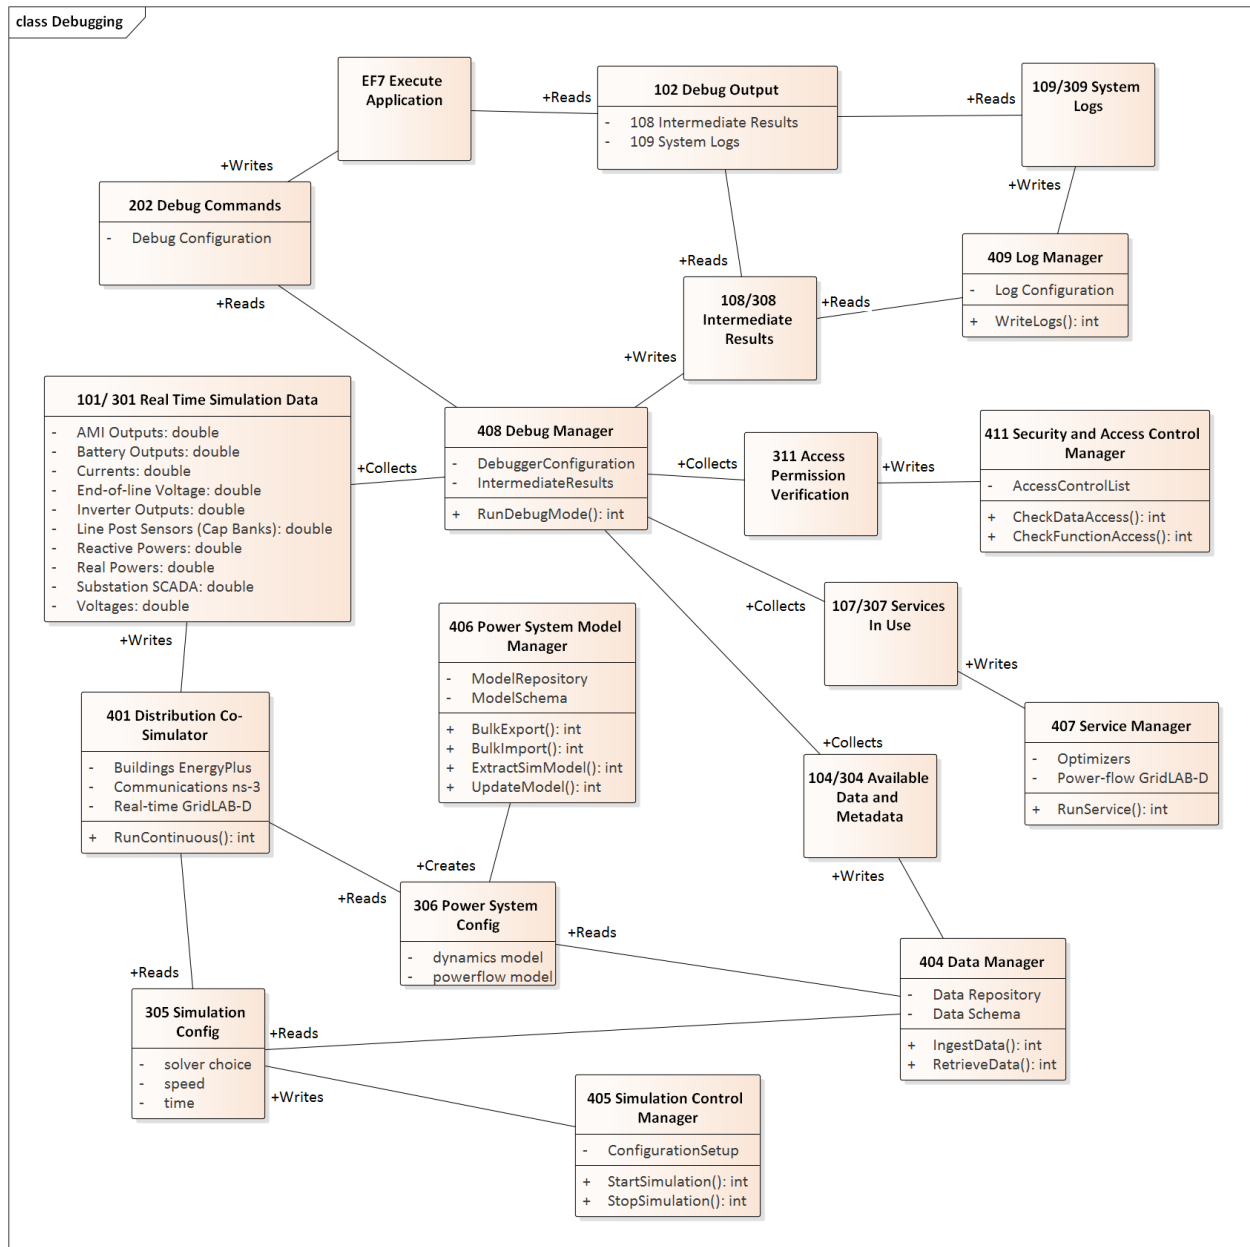 class Debugging
EF7 Execute
Application
+Reads
102 Debug Output
- 108 Intermediate Results
- 109 System Logs
+Reads
109/309 System
Logs
+Writes
+Writes
202 Debug Commands
- Debug Configuration
+Reads
+Reads
409 Log Manager
- Log Configuration
+ WriteLogs(): int
108/308
Intermediate
Results
+Reads
+Writes
101/ 301 Real Time Simulation Data
- AMI Outputs: double
- Battery Outputs: double
- Currents: double
- End-of-line Voltage: double
- Inverter Outputs: double
- Line Post Sensors (Cap Banks): double
- Reactive Powers: double
- Real Powers: double
- Substation SCADA: double
- Voltages: double
+Collects
408 Debug Manager
- DebuggerConfiguration
- IntermediateResults
+ RunDebugMode(): int
+Collects
311 Access
Permission
Verification
+Writes
411 Security and Access Control
Manager
- AccessControlList
+ CheckDataAccess(): int
+ CheckFunctionAccess(): int
+Writes
+Collects
107/307 Services
In Use
+Writes
406 Power System Model
Manager
- ModelRepository
- ModelSchema
+ BulkExport(): int
+ BulkImport(): int
+ ExtractSimModel(): int
+ UpdateModel(): int
401 Distribution Co-
Simulator
- Buildings EnergyPlus
- Communications ns-3
- Real-time GridLAB-D
+ RunContinuous(): int
407 Service Manager
- Optimizers
- Power-flow GridLAB-D
+ RunService(): int
+Collects
104/304 Available
Data and
Metadata
+Writes
+Creates
+Reads
306 Power System
Config
- dynamics model
- powerflow model
+Reads
404 Data Manager
- Data Repository
- Data Schema
+ IngestData(): int
+ RetrieveData(): int
+Reads
305 Simulation
Config
- solver choice
- speed
- time
+Reads
+Writes
405 Simulation Control
Manager
- ConfigurationSetup
+ StartSimulation(): int
+ StopSimulation(): int